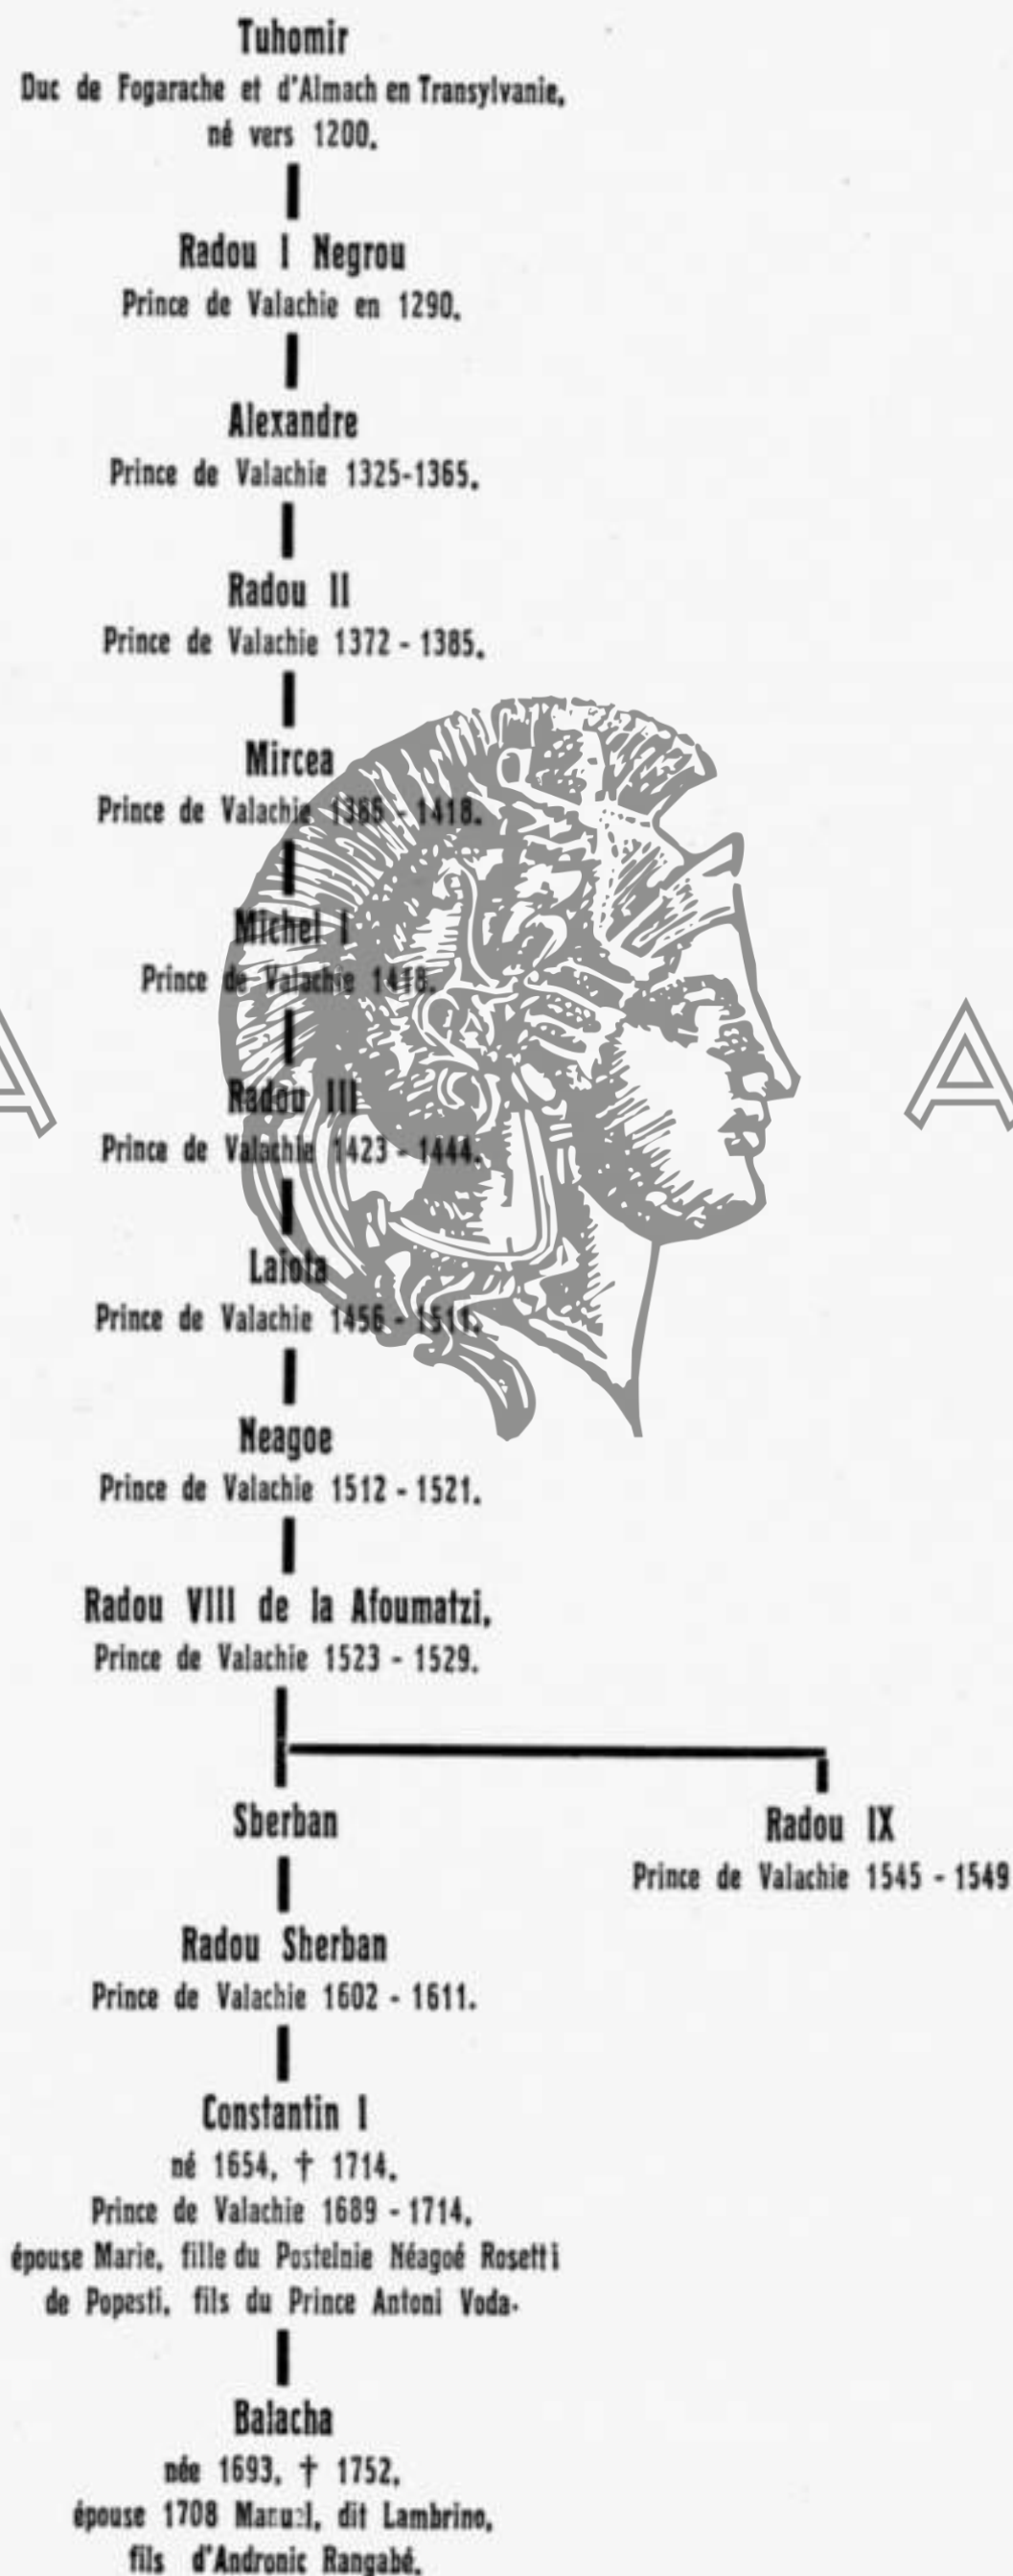 Tuhomir
Duc de Fogarache et d'Almach en Transylvanie,
né vers 1200.
Radou I Negrou
Prince de Valachie en 1290.
Alexandre
Prince de Valachie 1325-1365.
Radou II
Prince de Valachie 1372 - 1385.
Mircea
Prince de Valachie 1385 - 1418.
Michel I
Prince de Valachie 1418.
A A
Radou III
Prince de Valachie 1423 - 1444.
Laiota
Prince de Valachie 1456 - 1511.
Neagoe
Prince de Valachie 1512 - 1521.
Radou VIII de la Afoumatzi,
Prince de Valachie 1523 - 1529.
Sherban Radou IX
Prince de Valachie 1545 - 1549
Radou Sherban
Prince de Valachie 1602 - 1611.
Constantin I
né 1654, † 1714.
Prince de Valachie 1689 - 1714,
épouse Marie, fille du Postelnie Néagoé Rosetti
de Popesti, fils du Prince Antoni Voda.
Balacha
née 1693, † 1752,
épouse 1708 Manuel, dit Lambrino,
fils d'Andronic Rangabé.